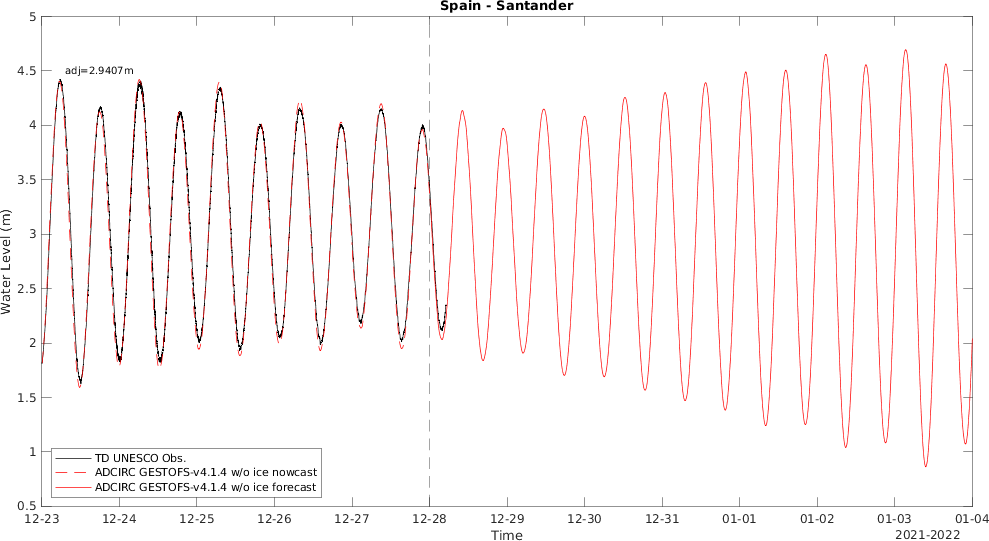 Spain - Santander
adj=2.9407m
Water Level (m)
5
4.5
4
3.5
3
2.5
2
1.5
1
0.5
TD UNESCO Obs.
ADCIRC GESTOFS-v4.1.4 w/o ice nowcast
ADCIRC GESTOFS-v4.1.4 w/o ice forecast
12-23 12-24 12-25 12-26 12-27 12-28 12-29 12-30 12-31 01-01 01-02 01-03 01-04
Time
2021-2022